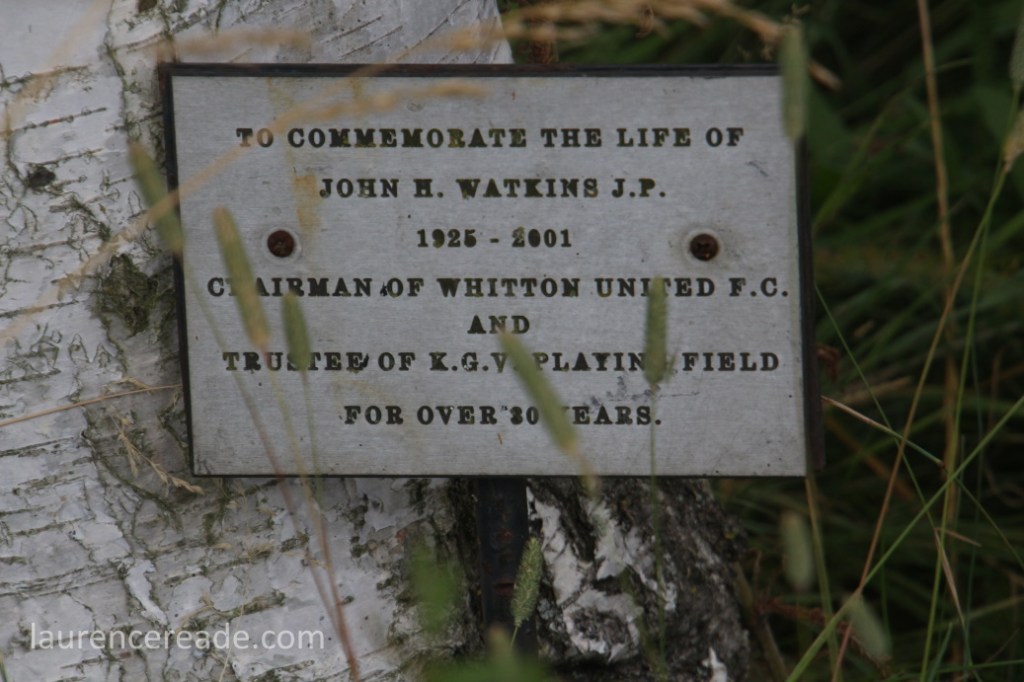 TO COMMEMORATE THE LIFE OF
JOHN H. WATKINS J.P.
1925 - 2001
CHAIRMAN OF WHITTON UNITED F.C.
AND
TRUSTEE OF K.G.V. PLAYING FIELD
FOR OVER 30 YEARS.
laurencereade.com